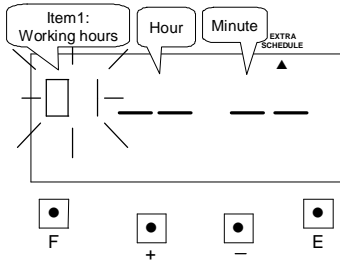 Item1:
Working hours
Hour
Minute
EXTRA
SCHEDULE
F
+
−
E